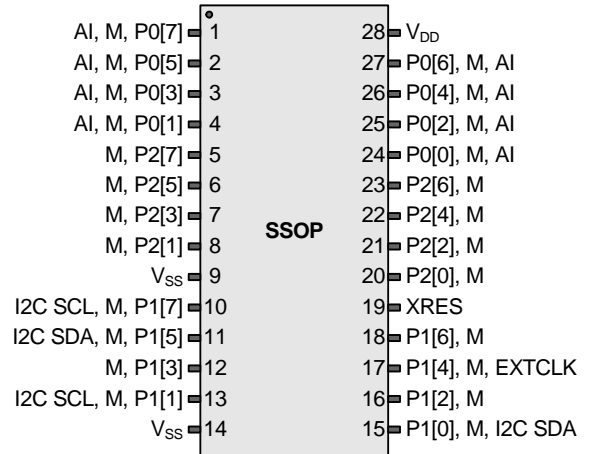 AI, M, P0[7] 1 28 VDD
AI, M, P0[5] 2 27 P0[6], M, AI
AI, M, P0[3] 3 26 P0[4], M, AI
AI, M, P0[1] 4 25 P0[2], M, AI
M, P2[7] 5 24 P0[0], M, AI
M, P2[5] 6 23 P2[6], M
M, P2[3] 7 22 P2[4], M
SSOP
M, P2[1] 8 21 P2[2], M
VSS 9 20 P2[0], M
I2C SCL, M, P1[7] 10 19 XRES
I2C SDA, M, P1[5] 11 18 P1[6], M
M, P1[3] 12 17 P1[4], M, EXTCLK
I2C SCL, M, P1[1] 13 16 P1[2], M
VSS 14 15 P1[0], M, I2C SDA